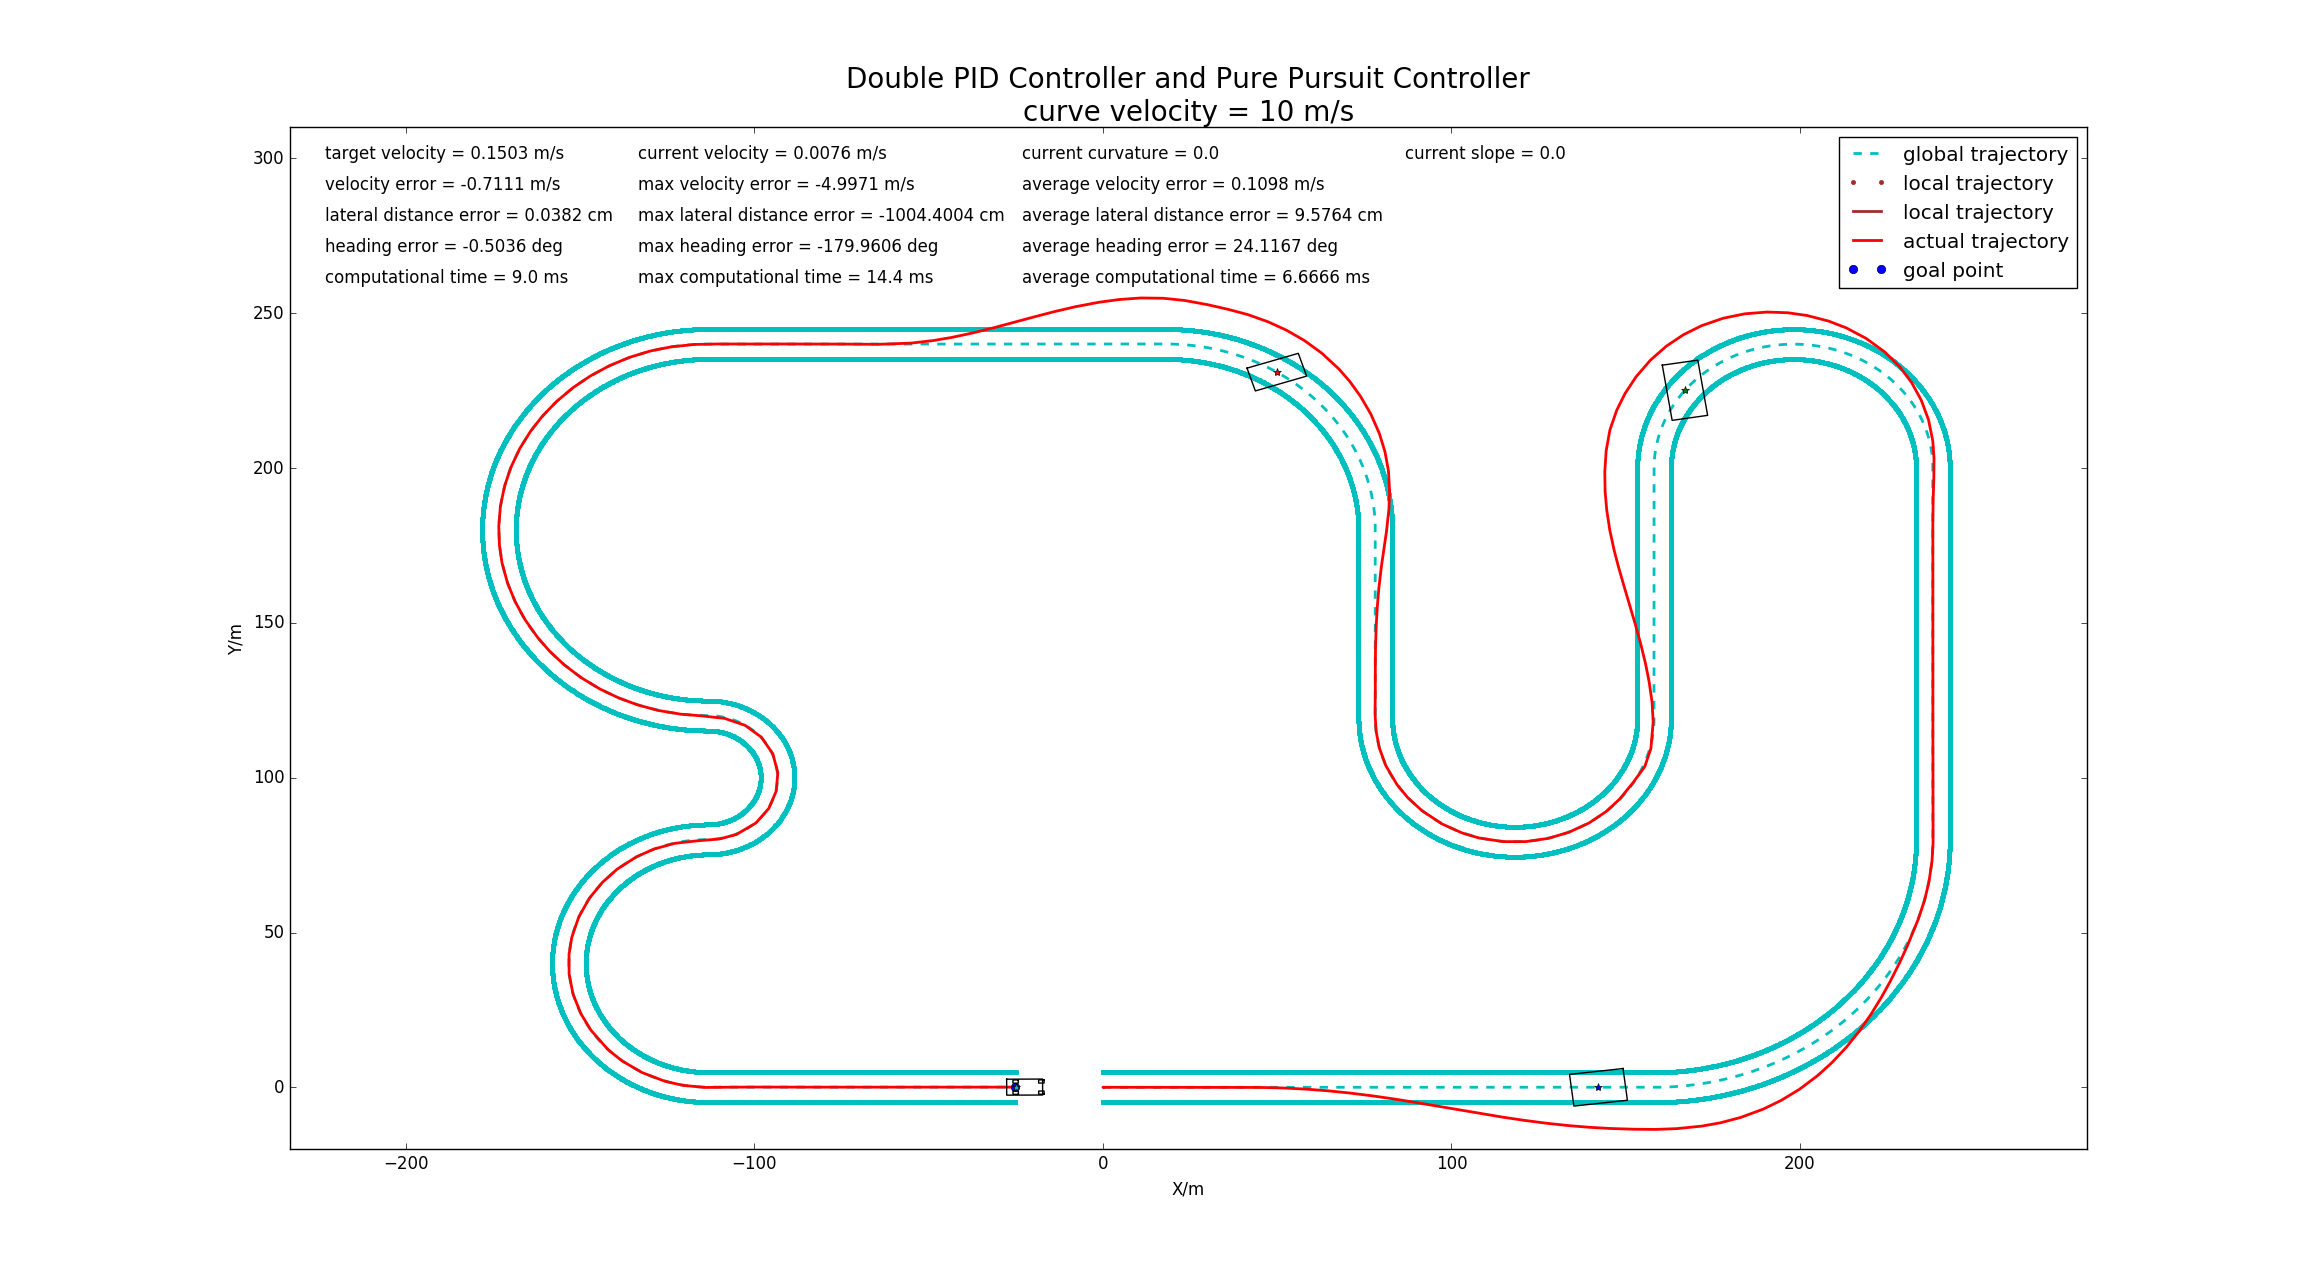 Double PID Controller and Pure Pursuit Controller
curve velocity = 10 m/s
target velocity = 0.1503 m/s
current velocity = 0.0076 m/s
current curvature = 0.0
current slope = 0.0
velocity error = -0.7111 m/s
max velocity error = -4.9971 m/s
average velocity error = 0.1098 m/s
lateral distance error = 0.0382 cm
max lateral distance error = -1004.4004 cm
average lateral distance error = 9.5764 cm
heading error = -0.5036 deg
max heading error = -179.9606 deg
average heading error = 24.1167 deg
computational time = 9.0 ms
max computational time = 14.4 ms
average computational time = 6.6666 ms
global trajectory
local trajectory
local trajectory
actual trajectory
goal point
300
250
200
150
100
50
0
Y/m
−200
−100
0
100
200
X/m